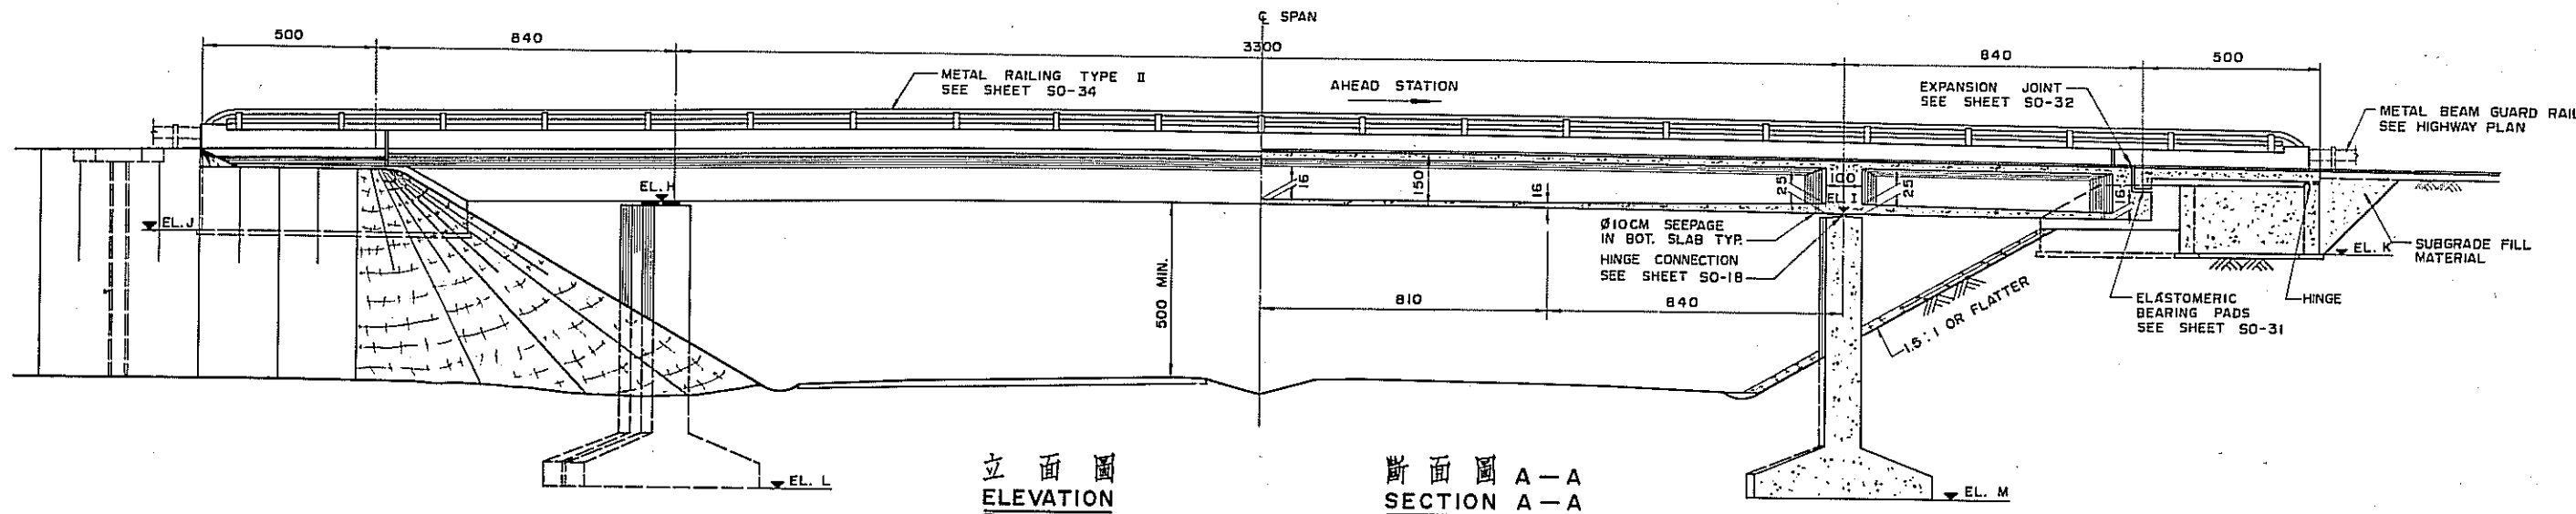 ₵ SPAN
500
840
3300
840
500
METAL RAILING TYPE II
SEE SHEET SO-34
AHEAD STATION
EXPANSION JOINT
SEE SHEET SO-32
METAL BEAM GUARD RAIL
SEE HIGHWAY PLAN
EL. H
EL. J
16
150
16
25
100
EL. I
25
16
Ø10CM SEEPAGE
IN BOT. SLAB TYP.
HINGE CONNECTION
SEE SHEET SO-18
EL. K
SUBGRADE FILL
MATERIAL
500 MIN.
810
840
1.5 : 1 OR FLATTER
ELASTOMERIC
BEARING PADS
SEE SHEET SO-31
HINGE
EL. L
EL. M
立面圖
ELEVATION
斷面圖 A-A
SECTION A-A